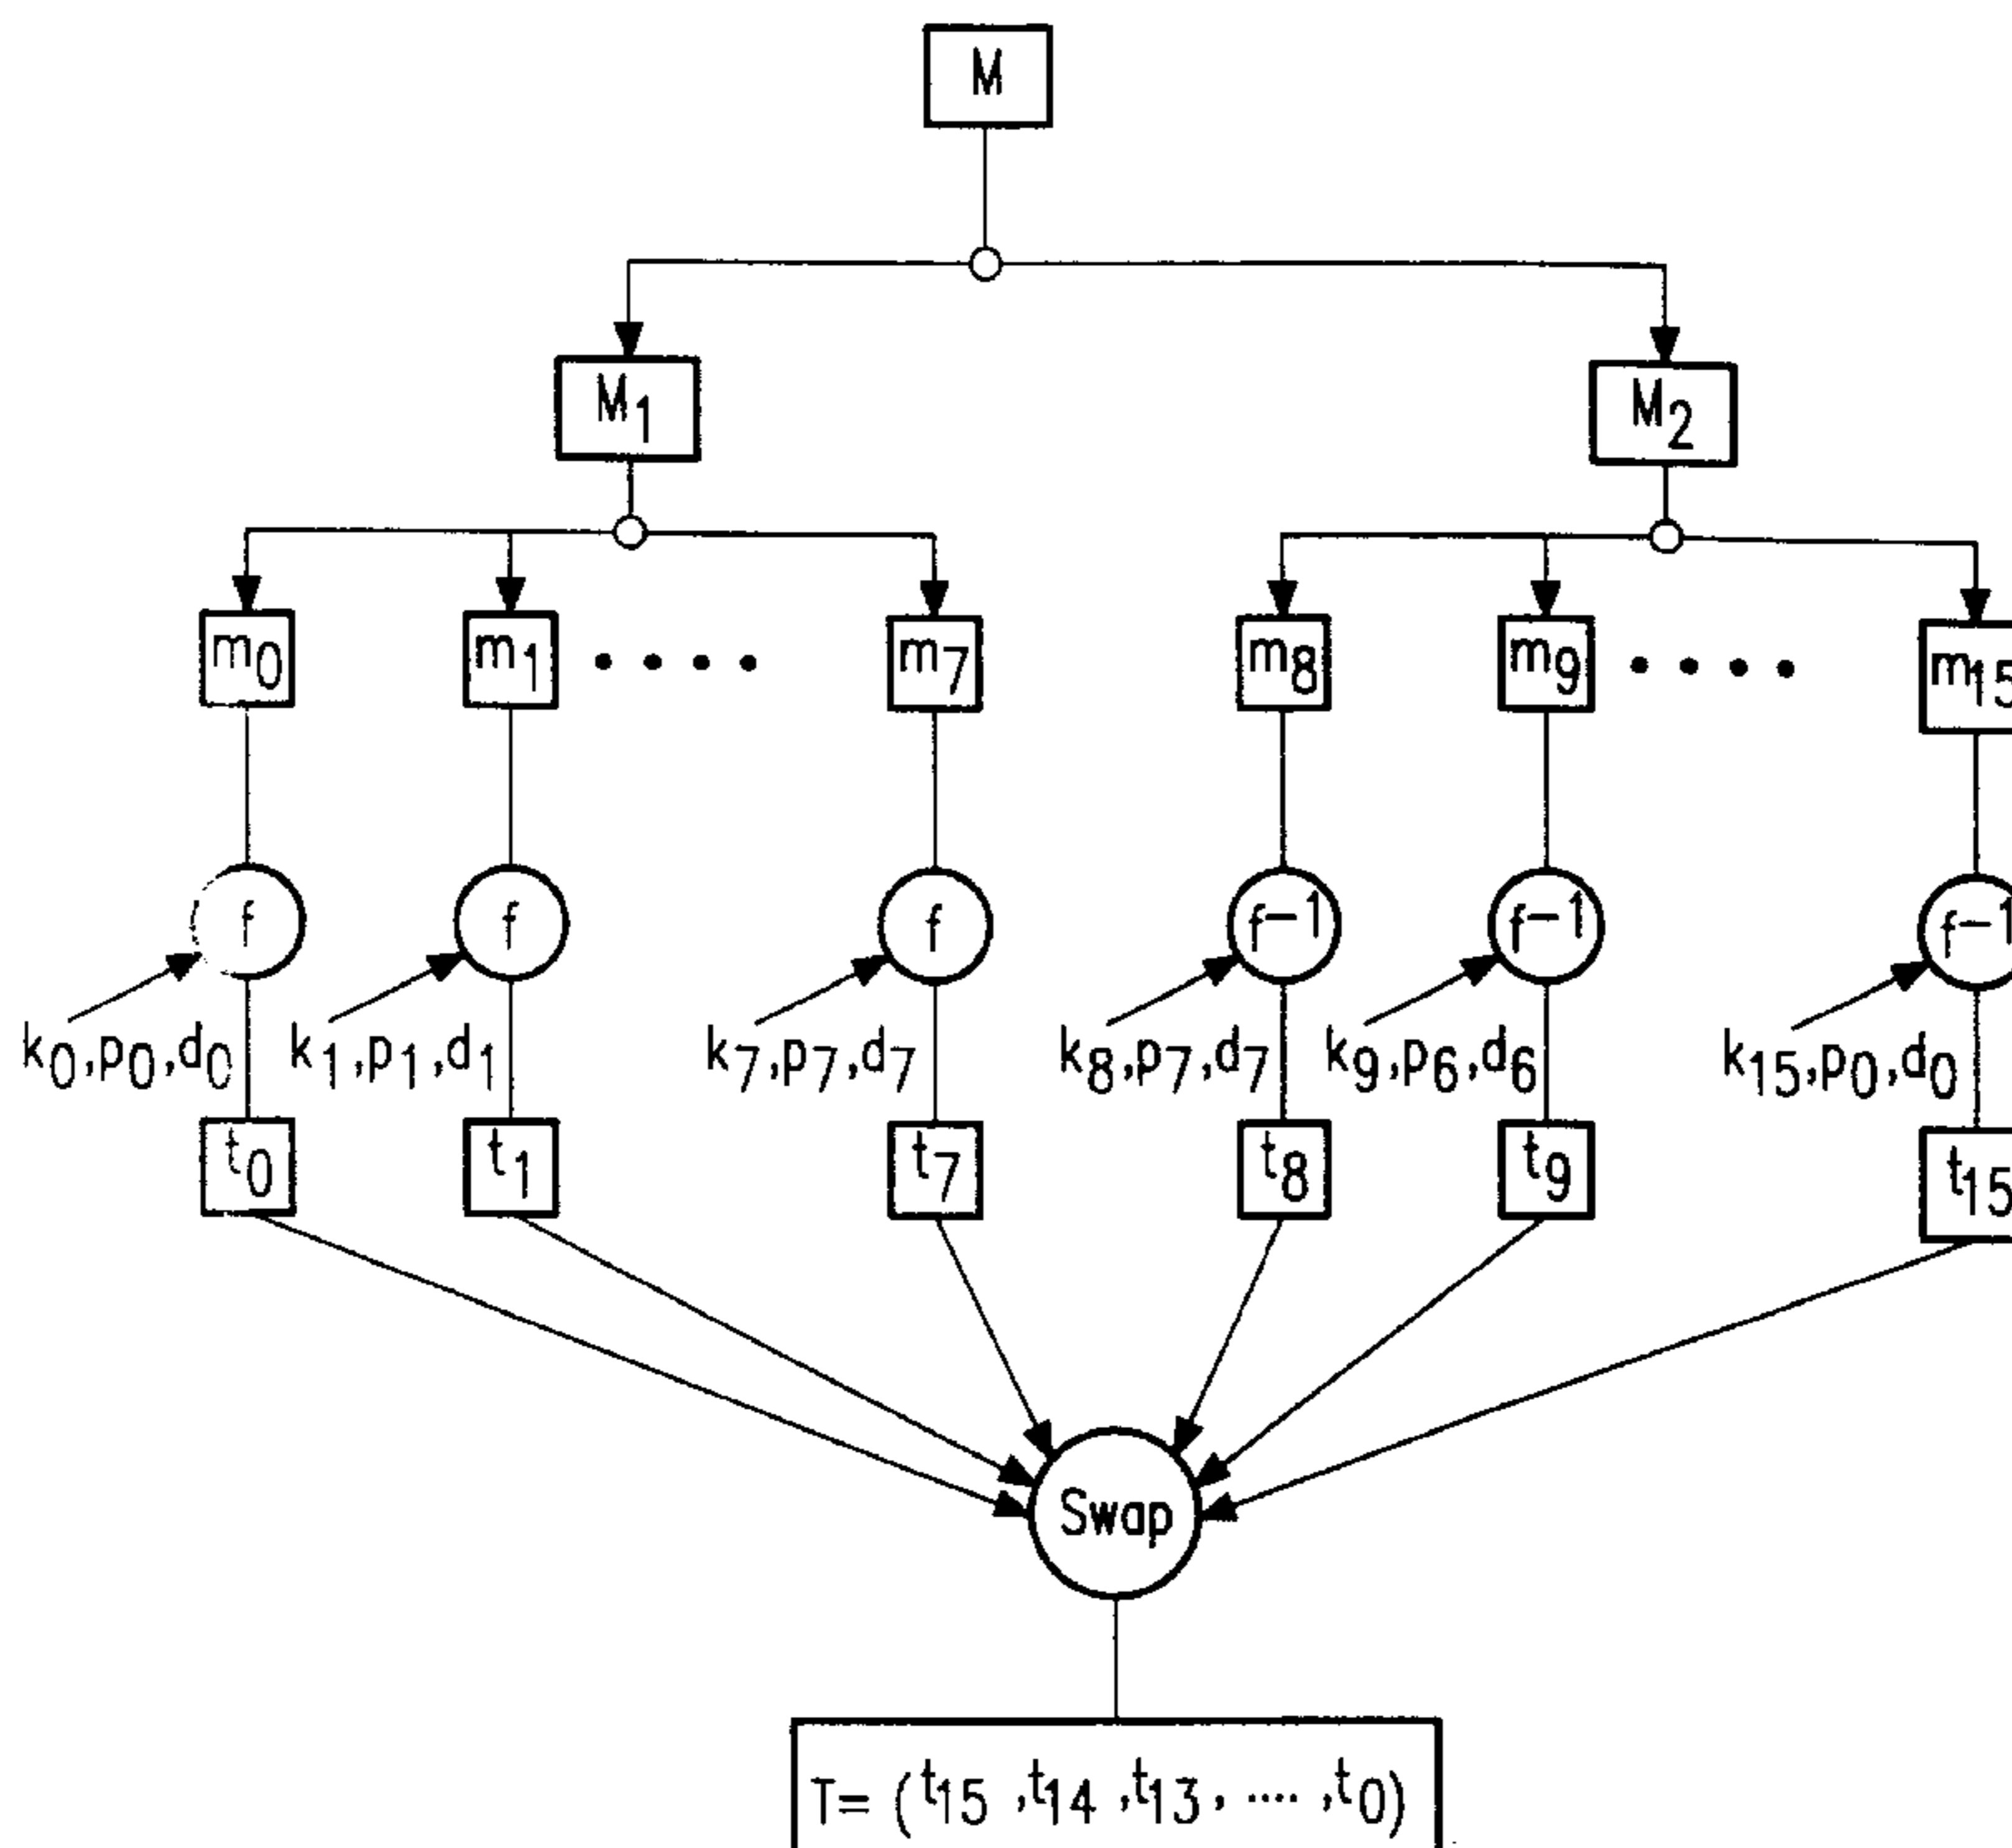 M
M1 M2
m0 m1 • • • • m7 m8 m9 • • • • m15
f f f f-1 f-1 f-1
k0,p0,d0 k1,p1,d1 k7,p7,d7 k8,p7,d7 k9,p6,d6 k15,p0,d0
t0 t1 t7 t8 t9 t15
Swap
T= (t15 ,t14 ,t13, .... ,t0)